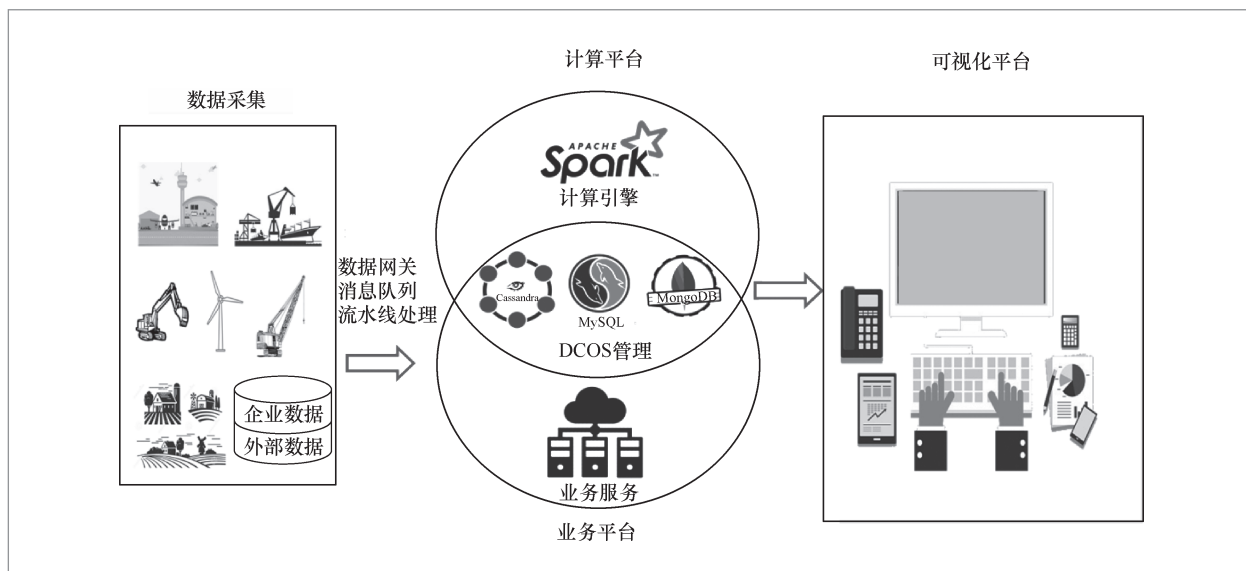 计算平台
可视化平台
数据采集
APACHE
Spark™
计算引擎
数据网关
消息队列
流水线处理
Cassandra
MySQL
MongoDB
DCOS管理
企业数据
外部数据
业务服务
业务平台